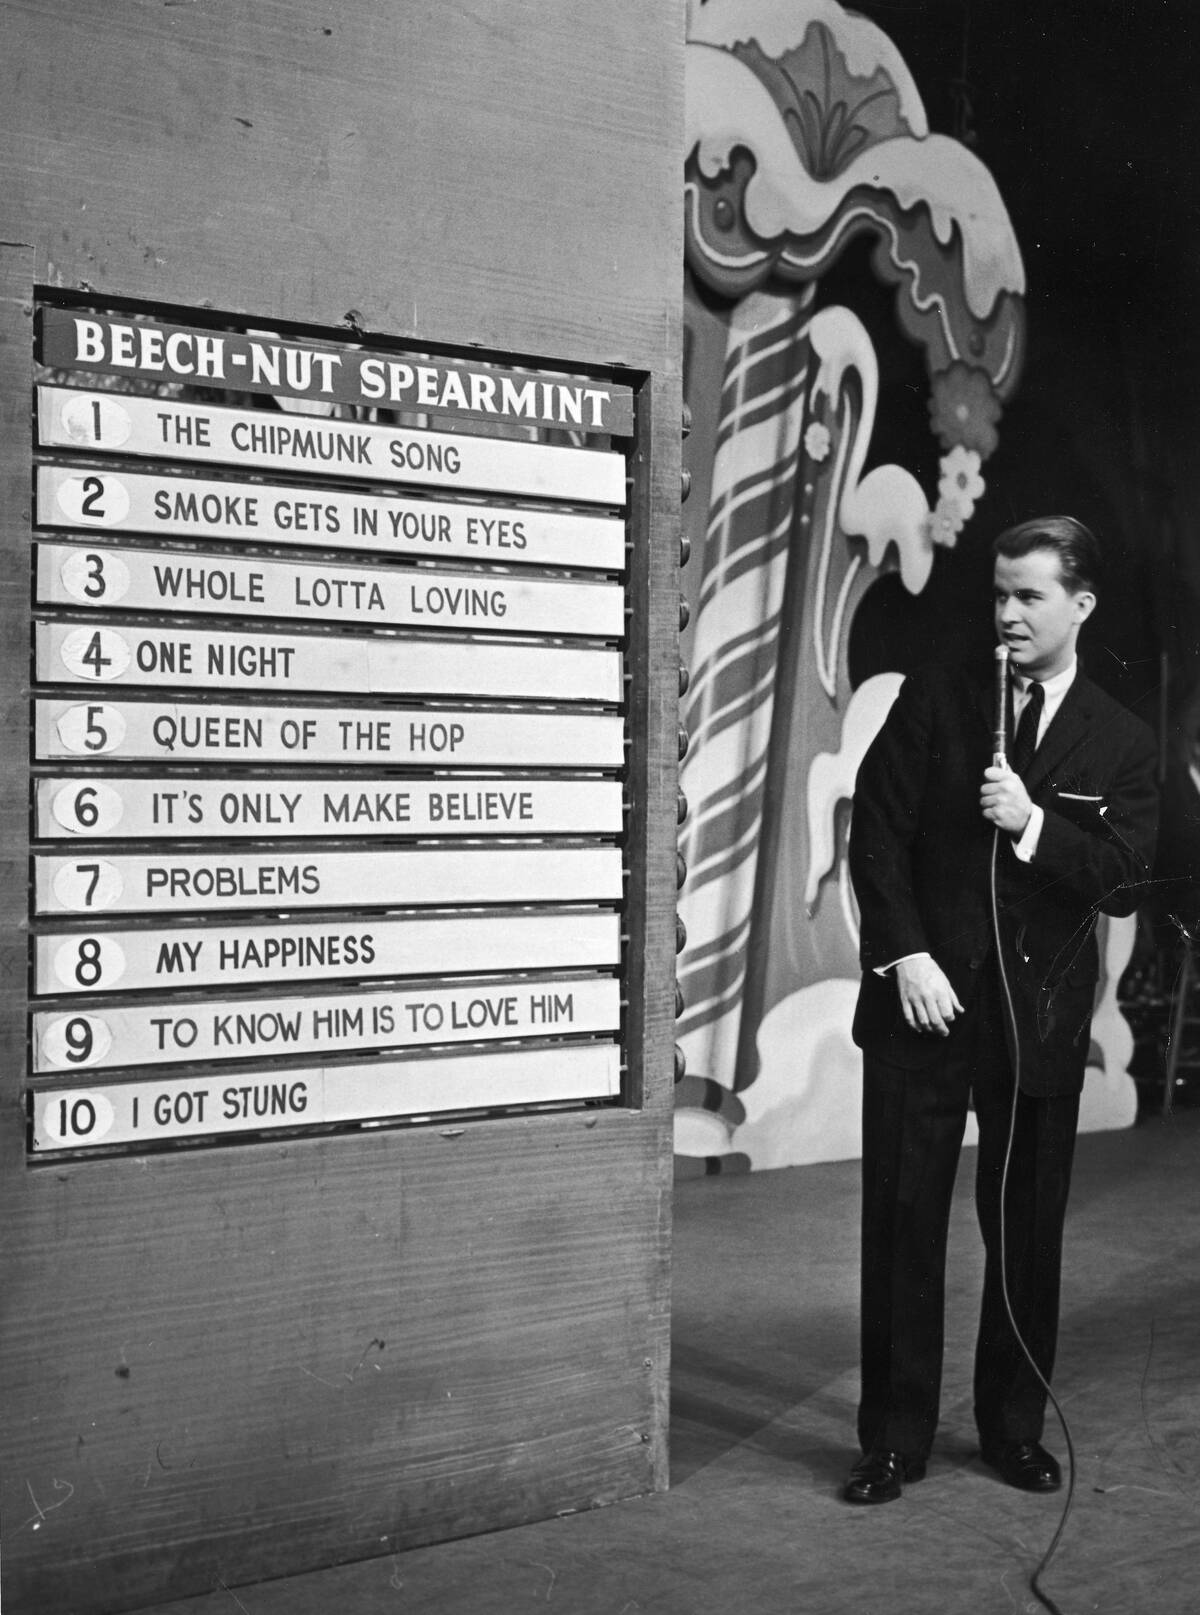 BEECH-NUT SPEARMINT
1 THE CHIPMUNK SONG
2 SMOKE GETS IN YOUR EYES
3 WHOLE LOTTA LOVING
4 ONE NIGHT
5 QUEEN OF THE HOP
6 IT'S ONLY MAKE BELIEVE
7 PROBLEMS
8 MY HAPPINESS
9 TO KNOW HIM IS TO LOVE HIM
10 I GOT STUNG